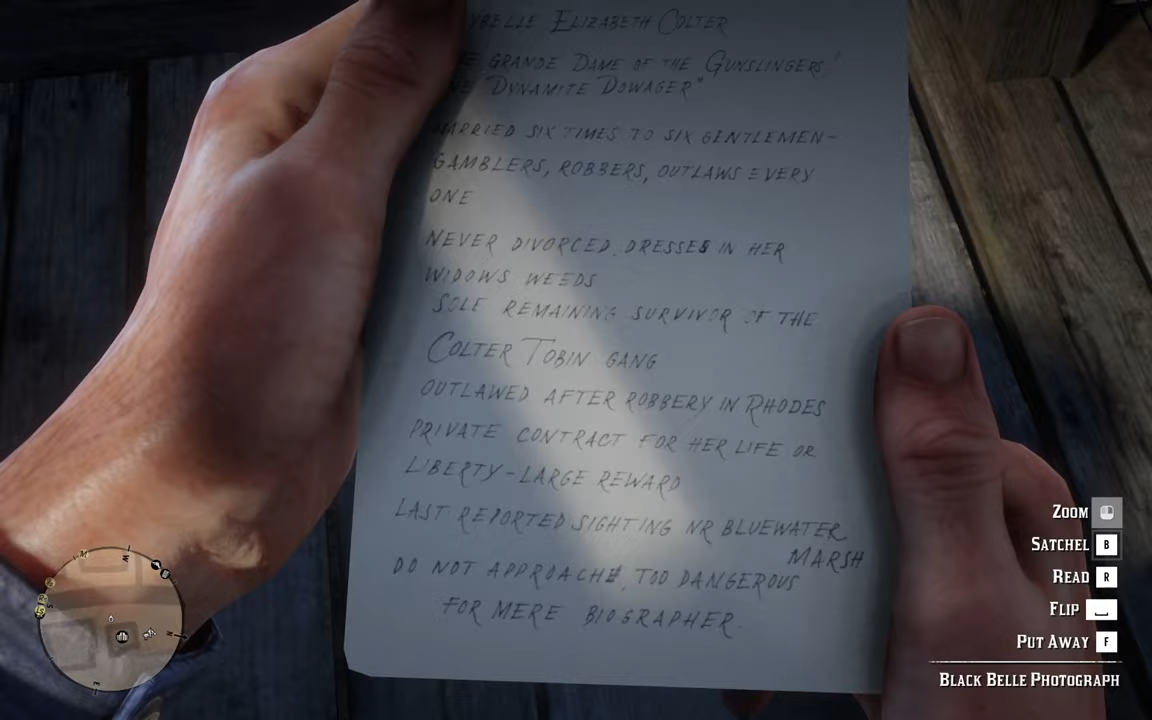 YBELLE ELIZABETH COLTER
GRANDE DAME OF THE GUNSLINGERS,'
"DYNAMITE DOWAGER"
MARRIED SIX TIMES TO SIX GENTLEMEN-
GAMBLERS, ROBBERS, OUTLAWS EVERY
ONE
NEVER DIVORCED. DRESSES IN HER
WIDOWS WEEDS
SOLE REMAINING SURVIVOR OF THE
COLTER TOBIN GANG
OUTLAWED AFTER ROBBERY IN RHODES
PRIVATE CONTRACT FOR HER LIFE OR
LIBERTY-LARGE REWARD
LAST REPORTED SIGHTING NR BLUEWATER
MARSH
DO NOT APPROACH, TOO DANGEROUS
FOR MERE BIOGRAPHER.
ZOOM
SATCHEL B
READ R
FLIP
PUT AWAY F
BLACK BELLE PHOTOGRAPH